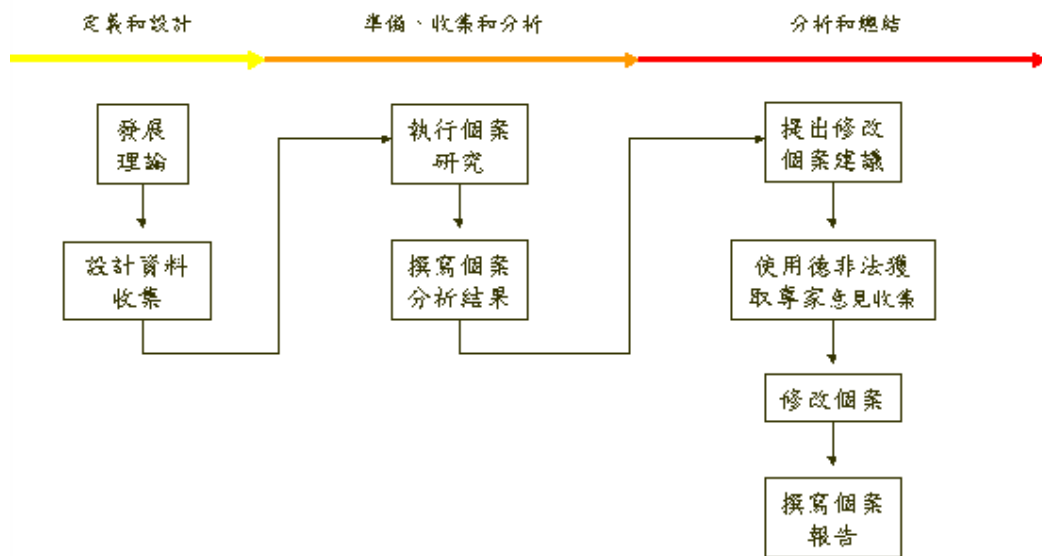 定義和設計
準備、收集和分析
分析和總結
發展
理論
設計資料
收集
執行個案
研究
撰寫個案
分析結果
提出修改
個案建議
使用德非法獲
取專家意見收集
修改個案
撰寫個案
報告